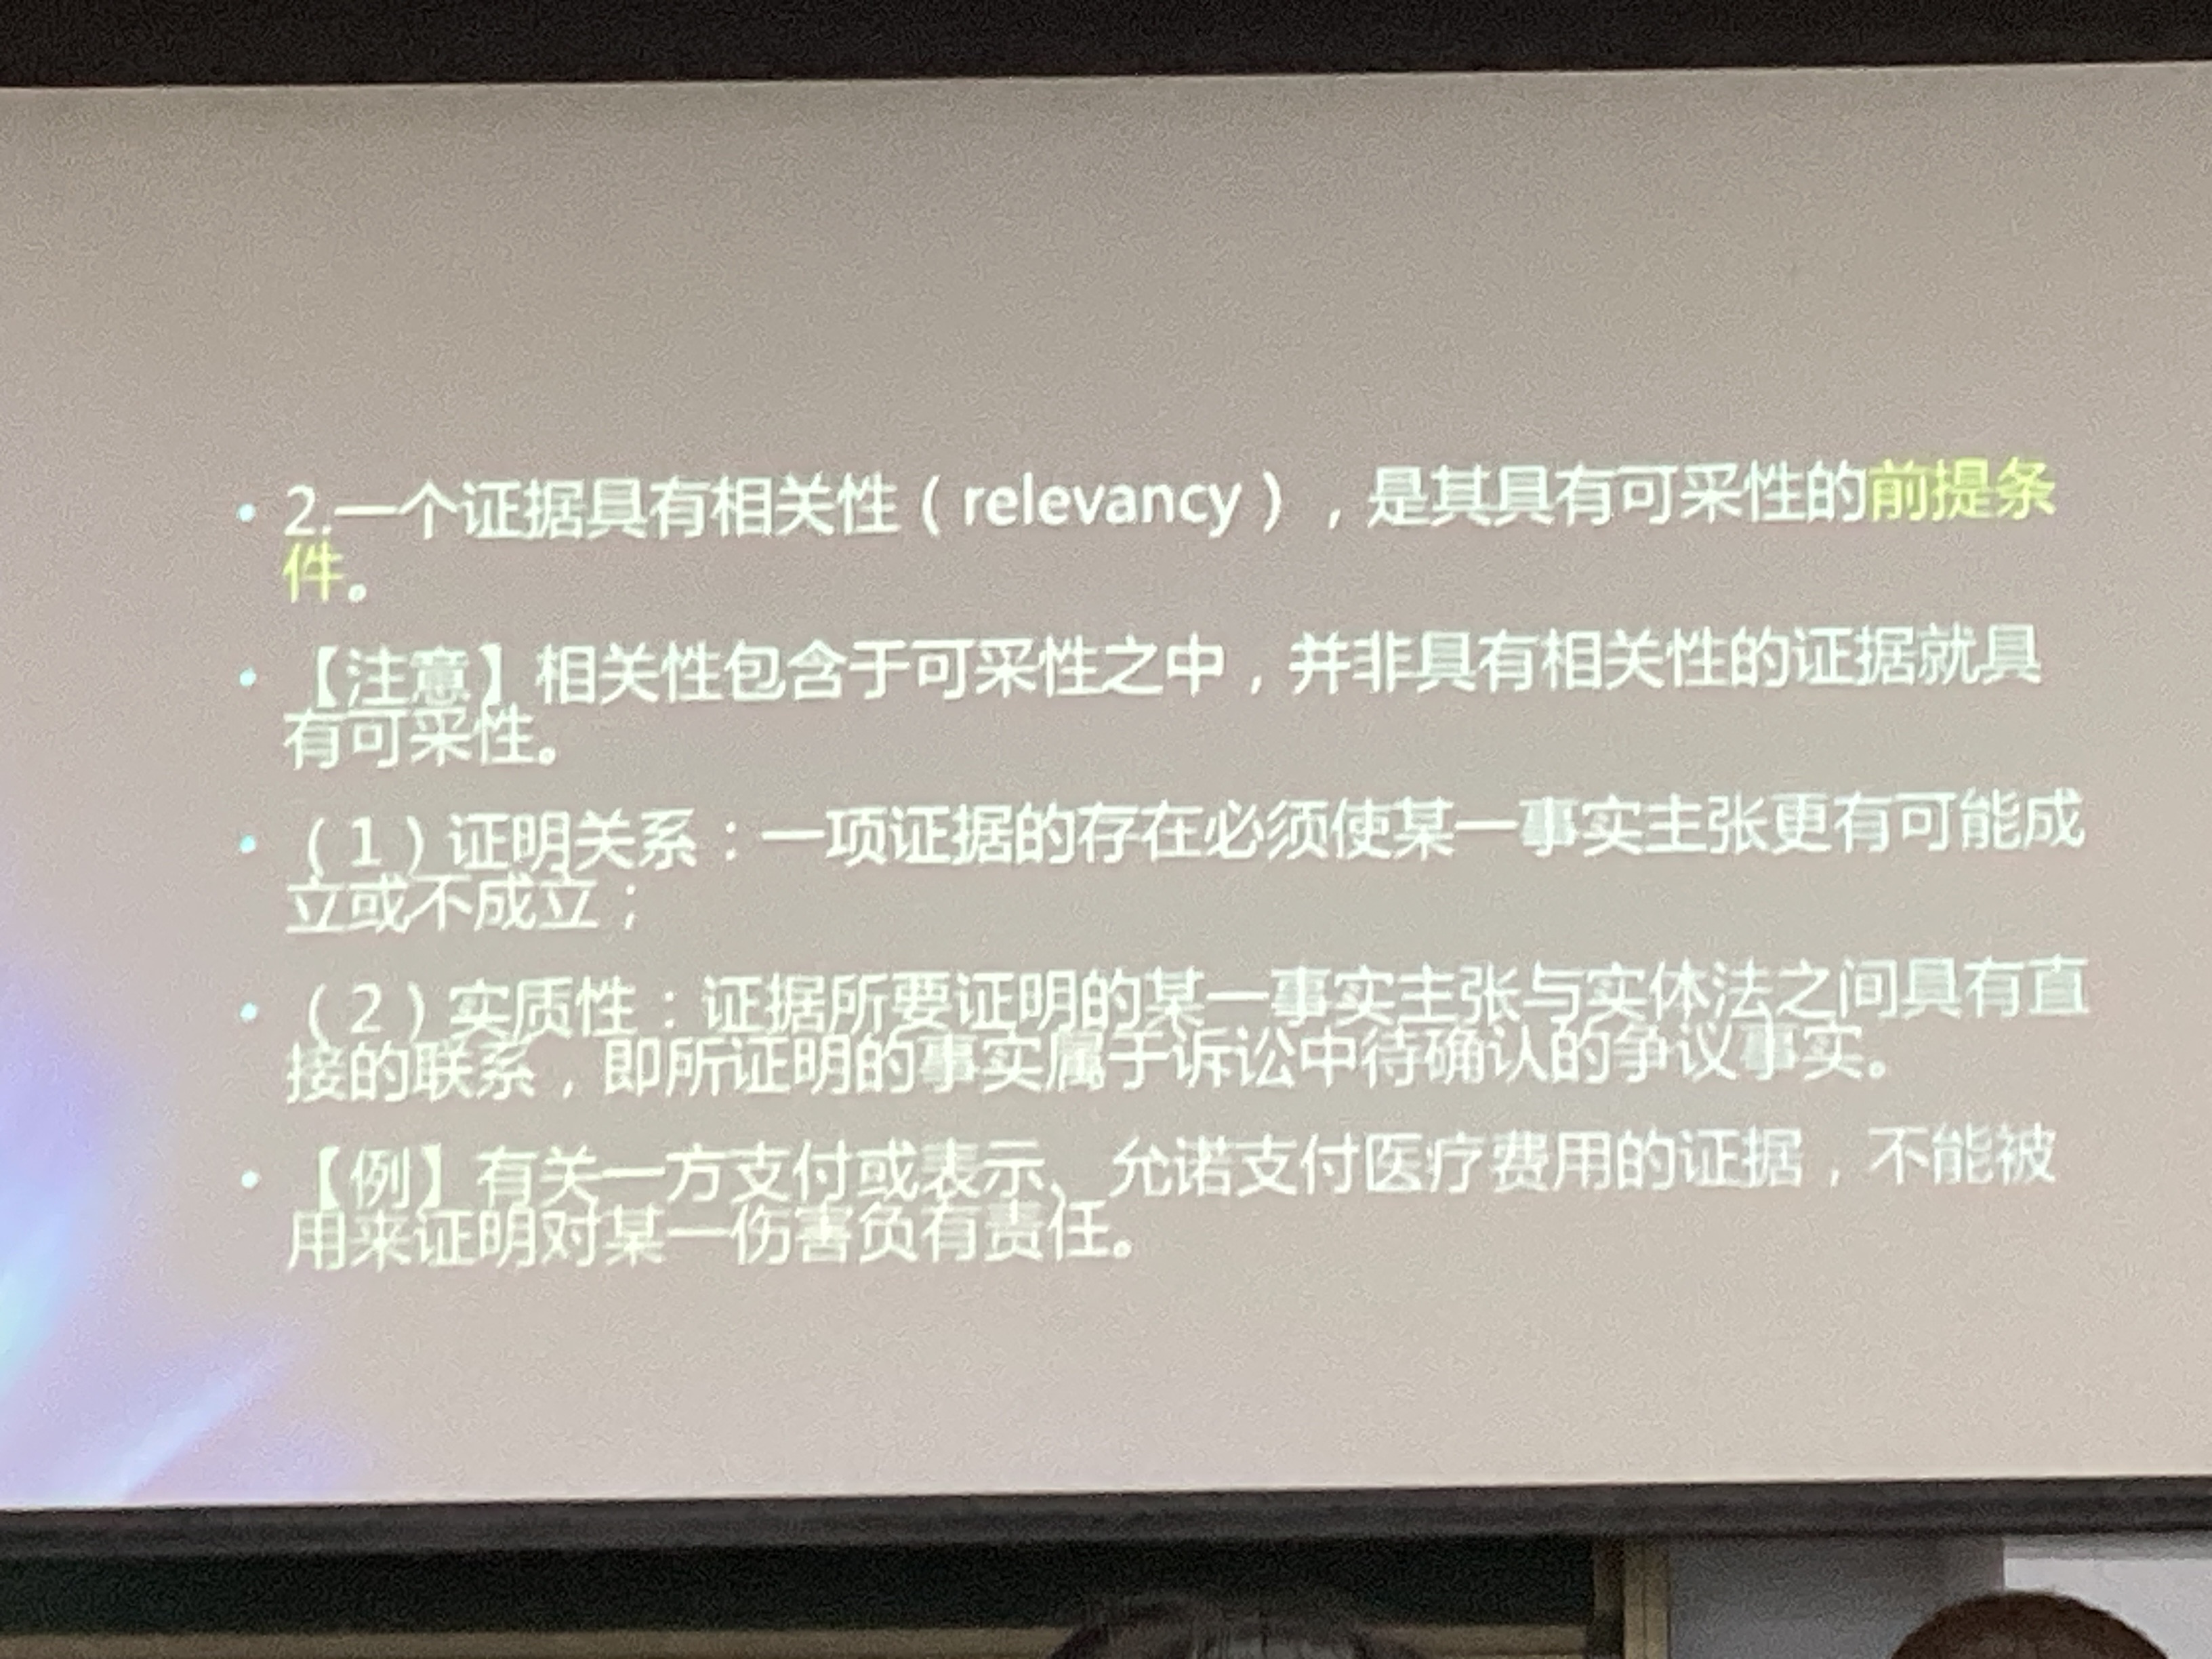 • 2.一个证据具有相关性（relevancy），是其具有可采性的前提条
件。
• 【注意】相关性包含于可采性之中，并非具有相关性的证据就具
有可采性。
• （1）证明关系：一项证据的存在必须使某一事实主张更有可能成
立或不成立；
• （2）实质性：证据所要证明的某一事实主张与实体法之间具有直
接的联系，即所证明的事实属于诉讼中待确认的争议事实。
• 【例】有关一方支付或表示、允诺支付医疗费用的证据，不能被
用来证明对某一伤害负有责任。